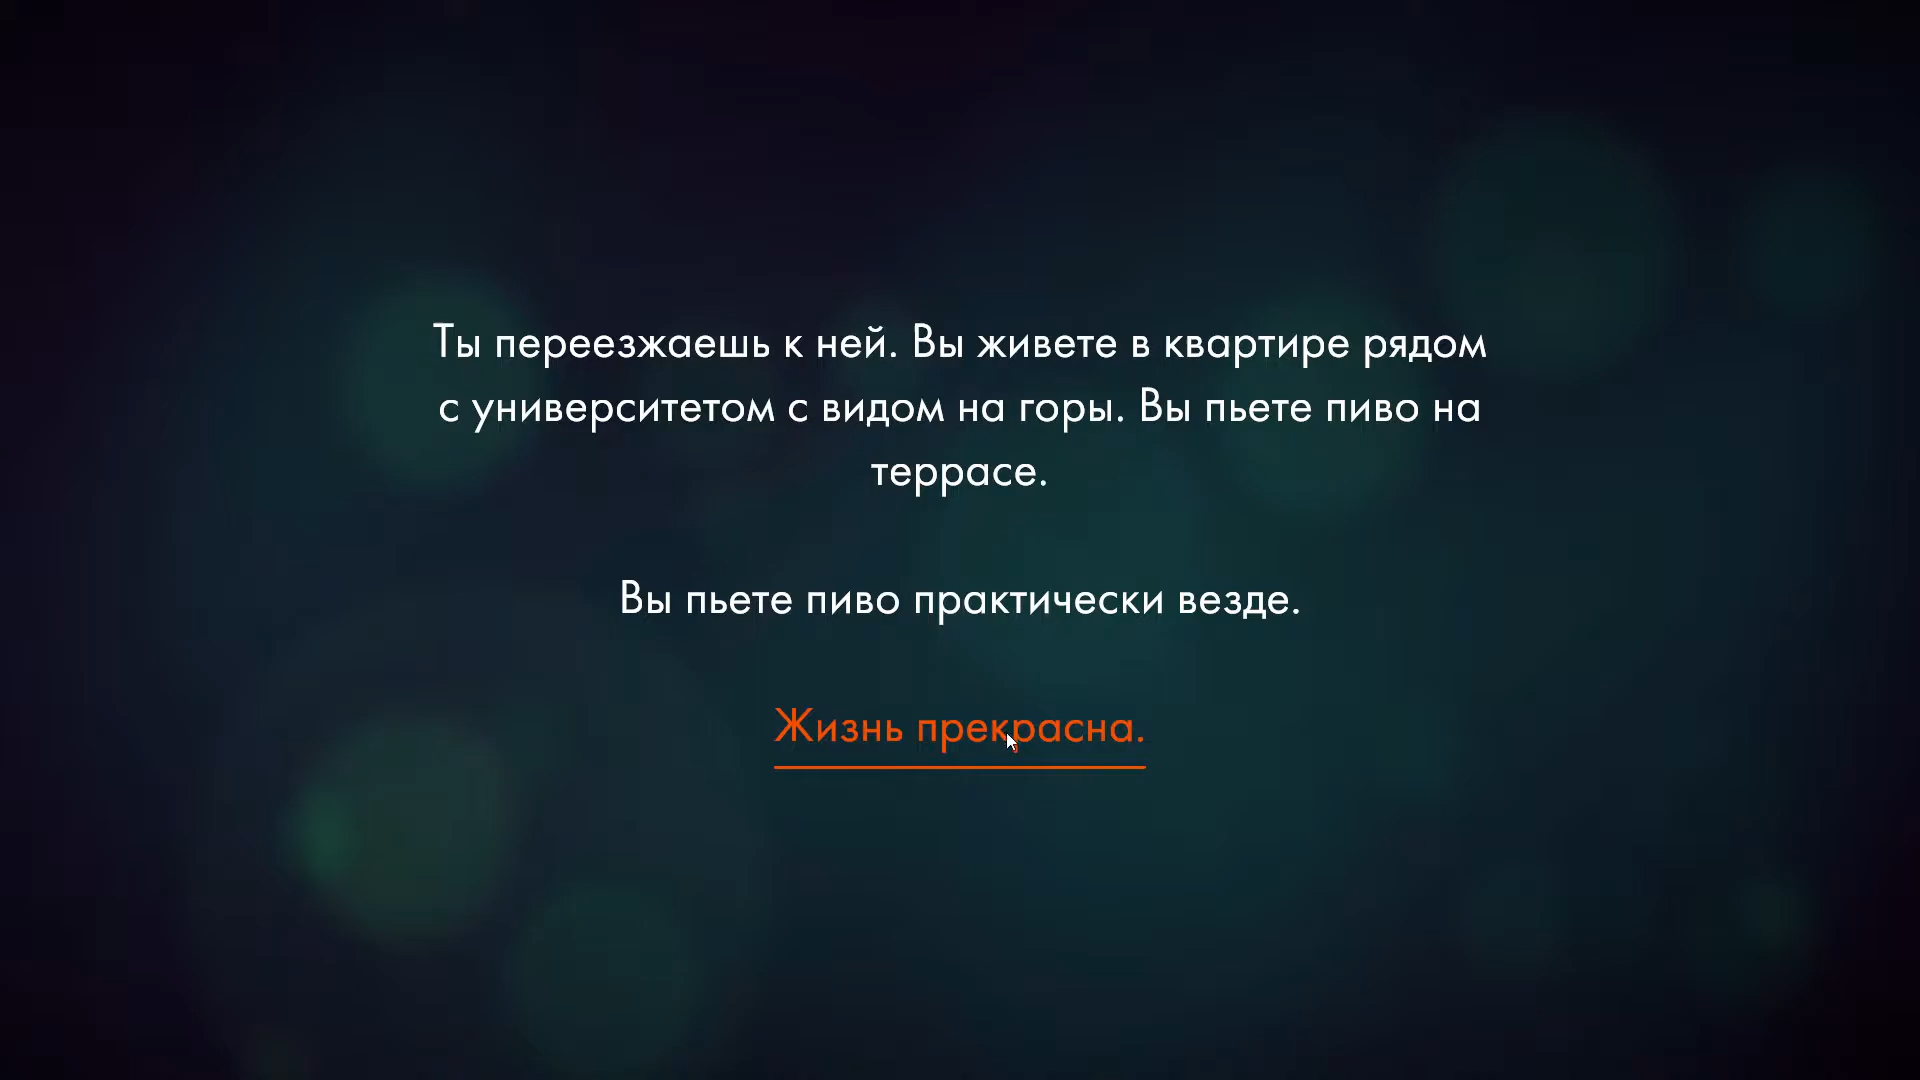 Ты переезжаешь к ней. Вы живете в квартире рядом
с университетом с видом на горы. Вы пьете пиво на
террасе.
Вы пьете пиво практически везде.
Жизнь прекрасна.